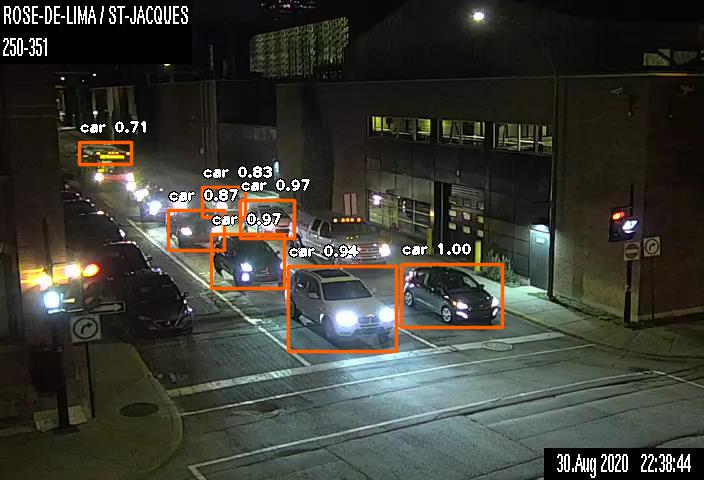 ROSE-DE-LIMA / ST-JACQUES
250-351
car 0.71
car 0.83
car 0.87
car 0.97
car 0.97
car 0.94
car 1.00
30.Aug 2020 22:38:44